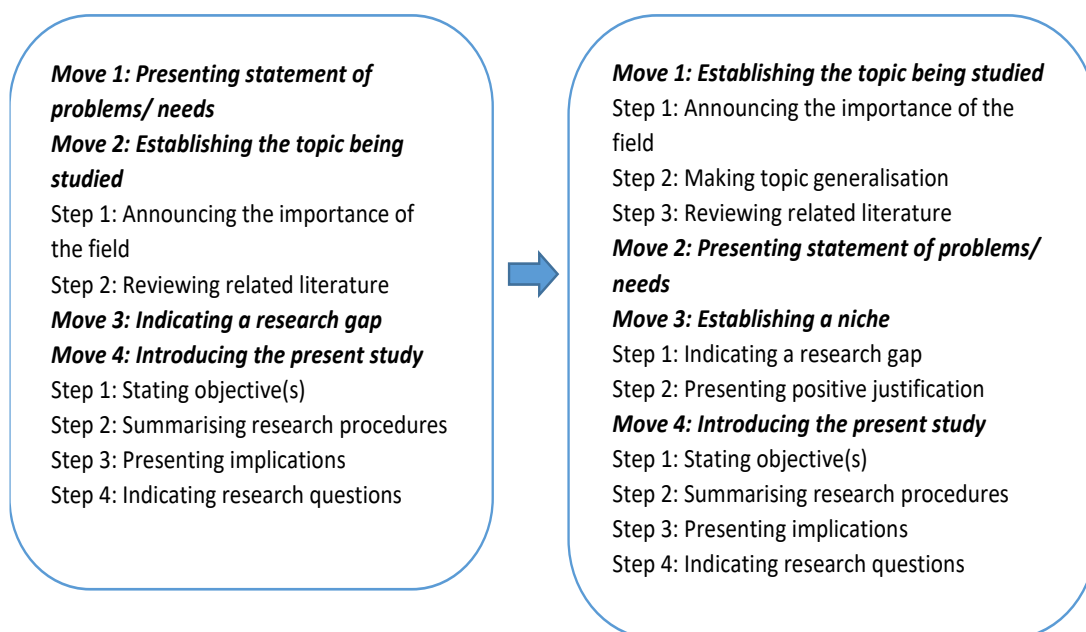 Move 1: Presenting statement of
problems/ needs
Move 2: Establishing the topic being
studied
Step 1: Announcing the importance of
the field
Step 2: Reviewing related literature
Move 3: Indicating a research gap
Move 4: Introducing the present study
Step 1: Stating objective(s)
Step 2: Summarising research procedures
Step 3: Presenting implications
Step 4: Indicating research questions
Move 1: Establishing the topic being studied
Step 1: Announcing the importance of the
field
Step 2: Making topic generalisation
Step 3: Reviewing related literature
Move 2: Presenting statement of problems/
needs
Move 3: Establishing a niche
Step 1: Indicating a research gap
Step 2: Presenting positive justification
Move 4: Introducing the present study
Step 1: Stating objective(s)
Step 2: Summarising research procedures
Step 3: Presenting implications
Step 4: Indicating research questions